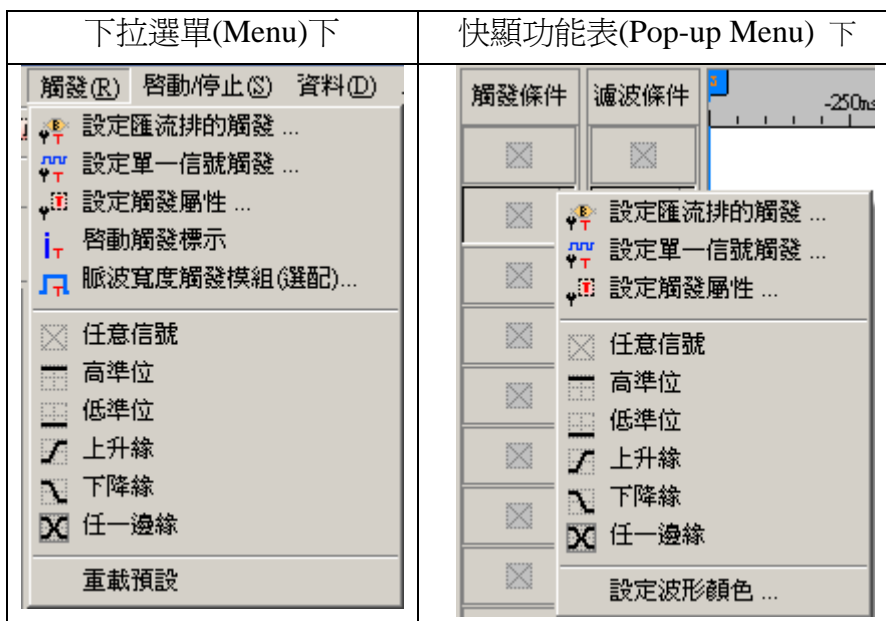 下拉選單(Menu)下
快顯功能表(Pop-up Menu) 下
觸發(R) 啓動/停止(S) 資料(D)
設定匯流排的觸發 ...
設定單一信號觸發 ...
設定觸發屬性 ...
啓動觸發標示
脈波寬度觸發模組(選配)...
任意信號
高準位
低準位
上升緣
下降緣
任一邊緣
重載預設
觸發條件 濾波條件
-250ns
設定匯流排的觸發 ...
設定單一信號觸發 ...
設定觸發屬性 ...
任意信號
高準位
低準位
上升緣
下降緣
任一邊緣
設定波形顏色 ...